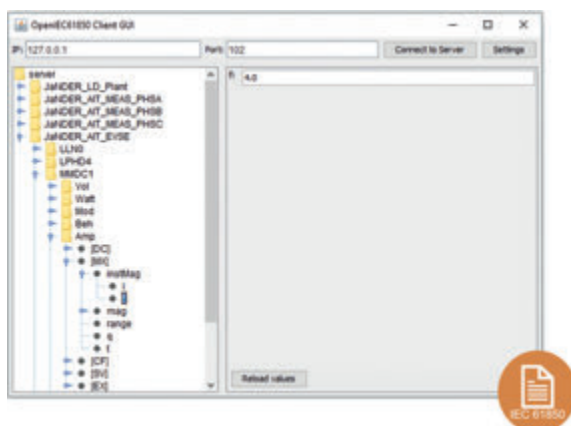 OpenIEC61850 Client GUI
IP: 127.0.0.1 Port: 102 Connect to Server Settings
server
JaNDER_LD_Plant
JaNDER_AIT_MEAS_PHSA
JaNDER_AIT_MEAS_PHSB
JaNDER_AIT_MEAS_PHSC
JaNDER_AIT_EVSE
LLN0
LPHD4
MMDC1
Vol
Watt
Mod
Beh
Amp
[DC]
[MX]
instMag
i
f
mag
range
q
t
[CF]
[SV]
[EX]
f: 4.0
Reload values
IEC 61850